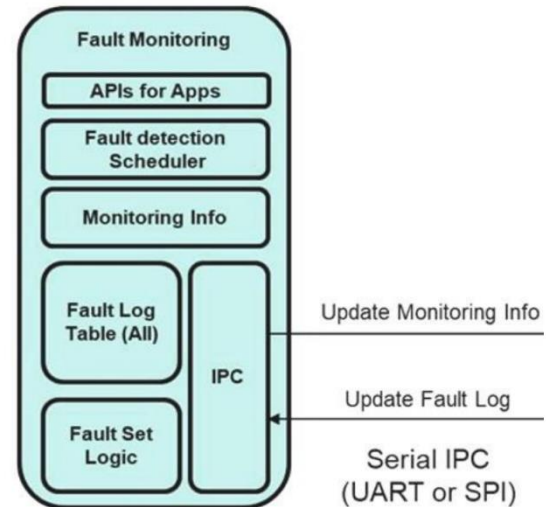 Fault Monitoring
APIs for Apps
Fault detection
Scheduler
Monitoring Info
Fault Log
Table (All)
IPC
Fault Set
Logic
Update Monitoring Info
Update Fault Log
Serial IPC
(UART or SPI)